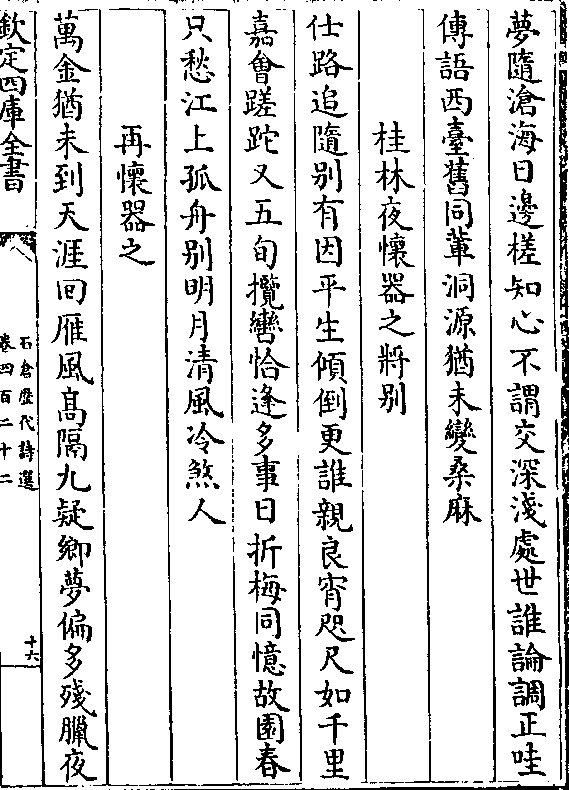 夢隨滄海日邊槎知心不謂交深淺處世誰論調正哇
傳語西臺舊同輩洞源猶未變桑麻
桂林夜懷器之將别
仕路追隨别有因平生傾倒更誰親良宵咫尺如千里
嘉會蹉跎又五旬攬轡恰逢多事日折梅同憶故園春
只愁江上孤舟别明月清風冷煞人
再懷器之
萬金猶未到天涯回雁風髙隔九疑鄉夢偏多殘臘夜
欽定四庫全書
石倉歴代詩選
卷四百二十二
十六